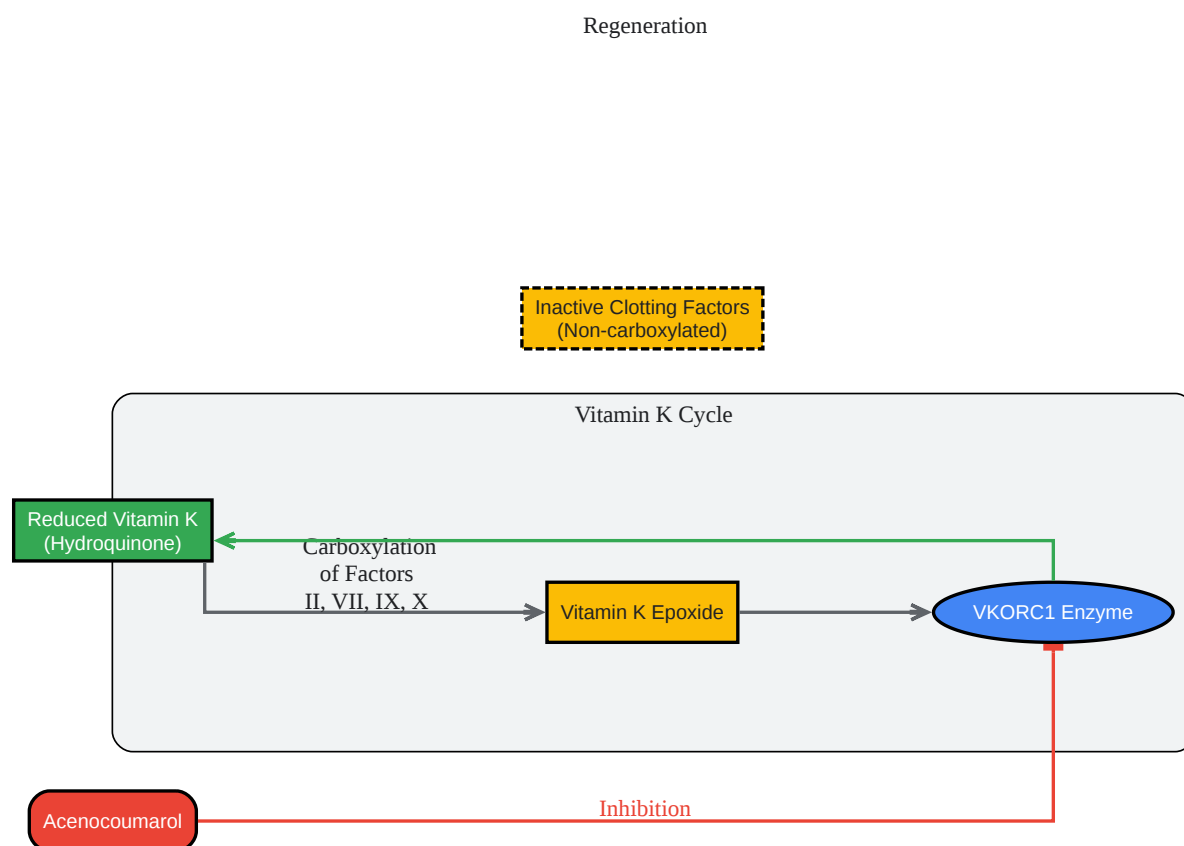 Regeneration
Inactive Clotting Factors
(Non-carboxylated)
Vitamin K Cycle
Reduced Vitamin K
(Hydroquinone)
Carboxylation
of Factors
II, VII, IX, X
Vitamin K Epoxide
VKORC1 Enzyme
Inhibition
Acenocoumarol